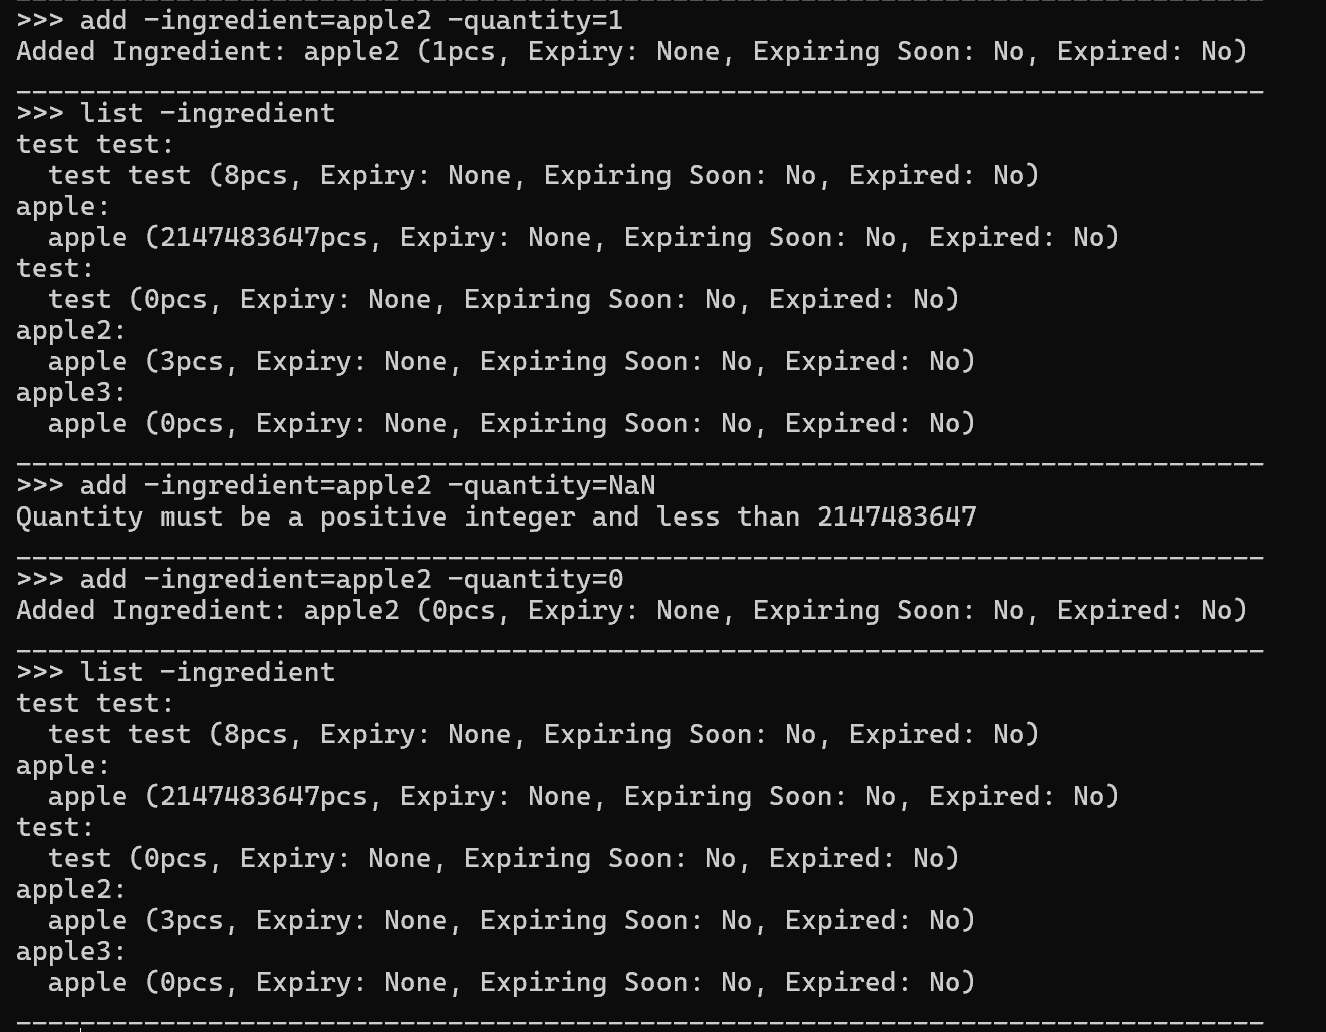 >>> add -ingredient=apple2 -quantity=1
Added Ingredient: apple2 (1pcs, Expiry: None, Expiring Soon: No, Expired: No)
______________________________________________________________________________
>>> list -ingredient
test test:
  test test (8pcs, Expiry: None, Expiring Soon: No, Expired: No)
apple:
  apple (2147483647pcs, Expiry: None, Expiring Soon: No, Expired: No)
test:
  test (0pcs, Expiry: None, Expiring Soon: No, Expired: No)
apple2:
  apple (3pcs, Expiry: None, Expiring Soon: No, Expired: No)
apple3:
  apple (0pcs, Expiry: None, Expiring Soon: No, Expired: No)
______________________________________________________________________________
>>> add -ingredient=apple2 -quantity=NaN
Quantity must be a positive integer and less than 2147483647
______________________________________________________________________________
>>> add -ingredient=apple2 -quantity=0
Added Ingredient: apple2 (0pcs, Expiry: None, Expiring Soon: No, Expired: No)
______________________________________________________________________________
>>> list -ingredient
test test:
  test test (8pcs, Expiry: None, Expiring Soon: No, Expired: No)
apple:
  apple (2147483647pcs, Expiry: None, Expiring Soon: No, Expired: No)
test:
  test (0pcs, Expiry: None, Expiring Soon: No, Expired: No)
apple2:
  apple (3pcs, Expiry: None, Expiring Soon: No, Expired: No)
apple3:
  apple (0pcs, Expiry: None, Expiring Soon: No, Expired: No)
______________________________________________________________________________